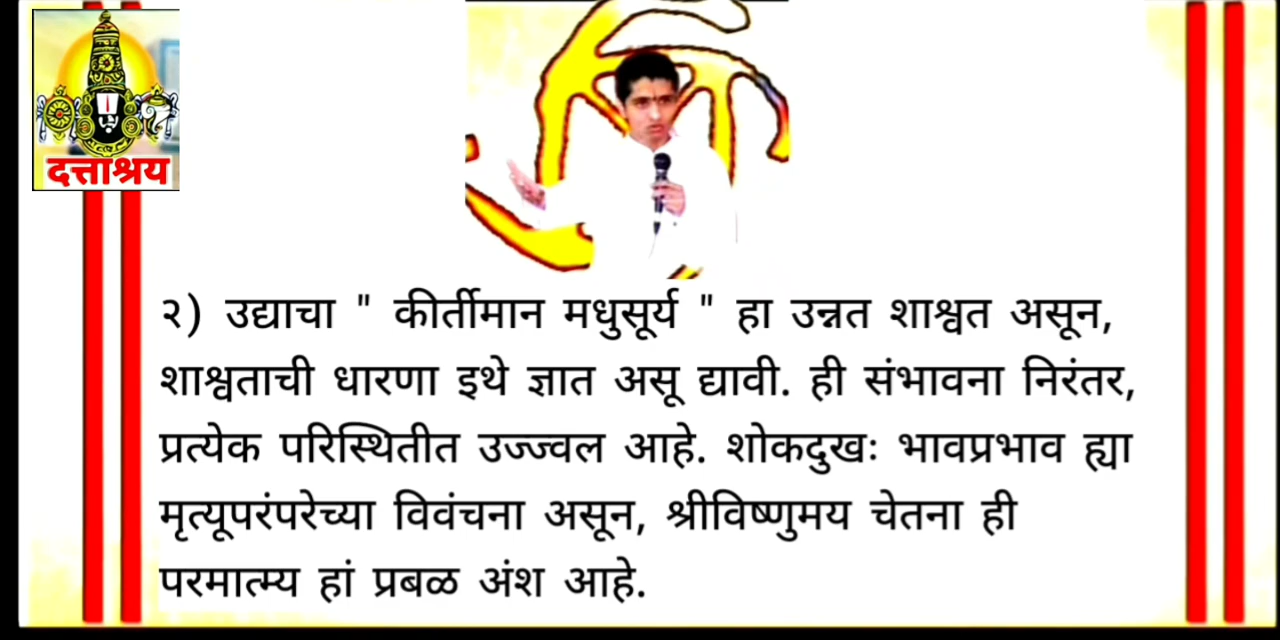 दत्ताश्रय
२) उद्याचा " कीर्तीमान मधुसूर्य " हा उन्नत शाश्वत असून,
शाश्वताची धारणा इथे ज्ञात असू द्यावी. ही संभावना निरंतर,
प्रत्येक परिस्थितीत उज्ज्वल आहे. शोकदुखः भावप्रभाव ह्या
मृत्यूपरंपरेच्या विवंचना असून, श्रीविष्णुमय चेतना ही
परमात्म्य हां प्रबळ अंश आहे.